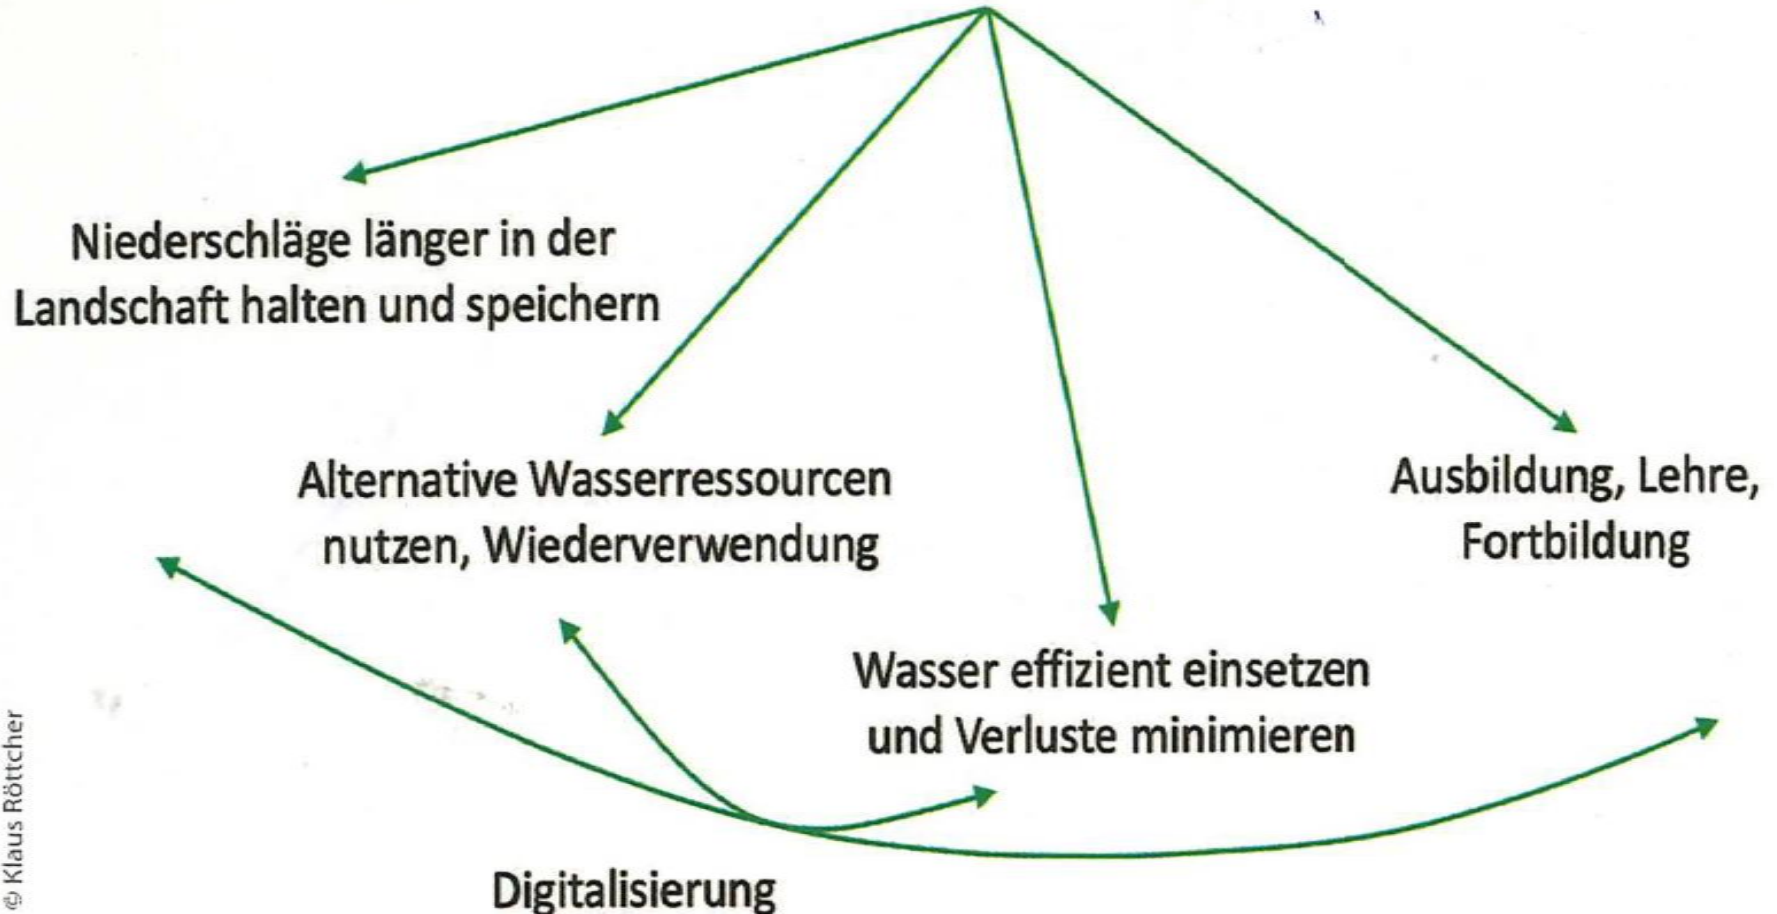 Niederschläge länger in der
Landschaft halten und speichern
Alternative Wasserressourcen
nutzen, Wiederverwendung
Ausbildung, Lehre,
Fortbildung
Wasser effizient einsetzen
und Verluste minimieren
Digitalisierung
© Klaus Röttcher